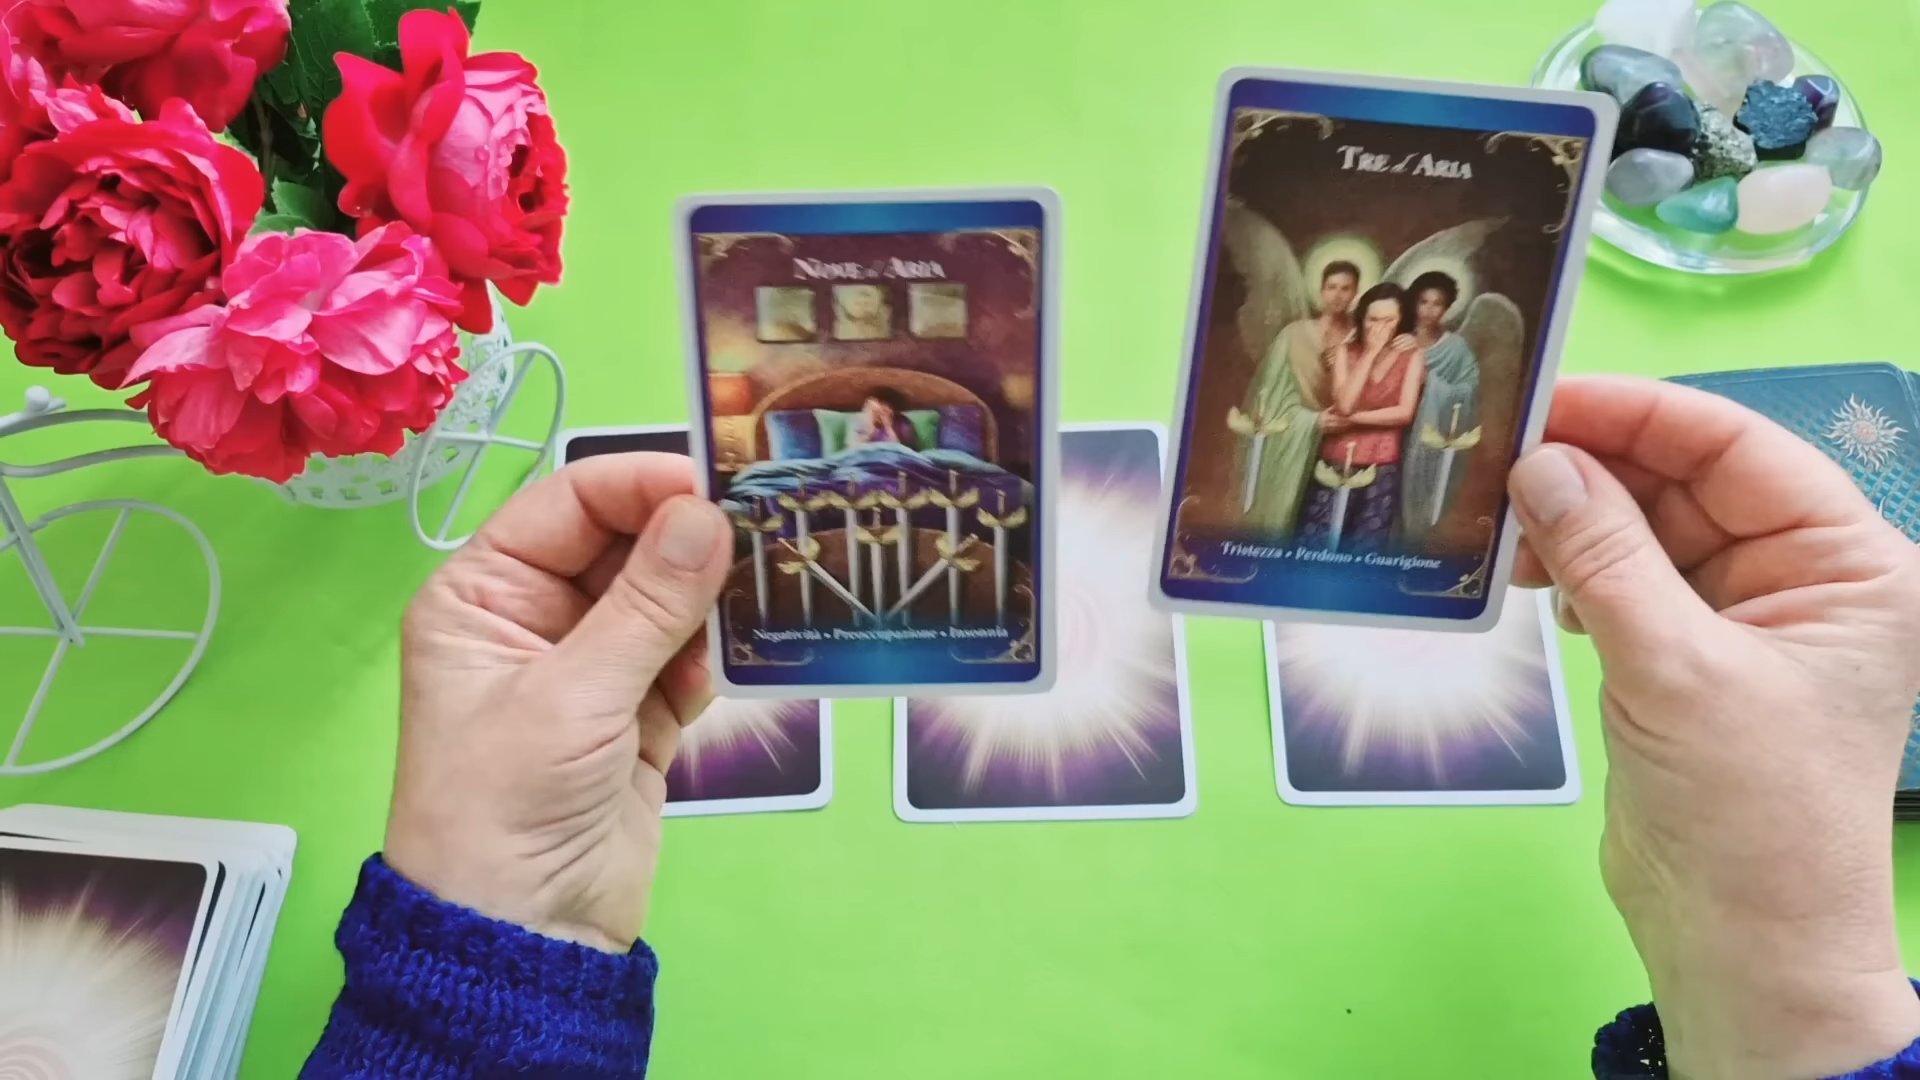 Nove d'Aria
Negatività • Preoccupazione • Insonnia
Tre d'Aria
Tristezza • Perdono • Guarigione